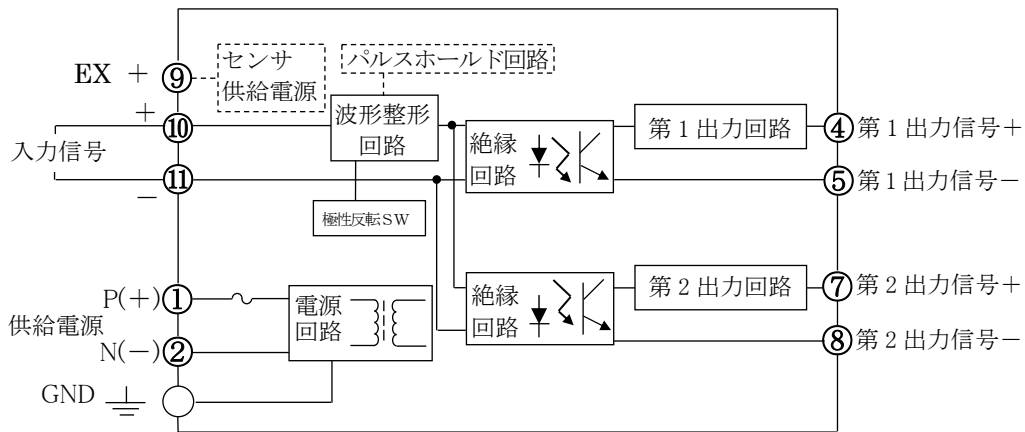 EX +
⑨
センサ
供給電源
パルスホールド回路
+
⑩
波形整形
回路
入力信号
⑪
−
極性反転SW
絶縁
回路
第1出力回路
④ 第1出力信号+
⑤ 第1出力信号−
P(+) ①
供給電源
N(−) ②
GND
電源
回路
絶縁
回路
第2出力回路
⑦ 第2出力信号+
⑧ 第2出力信号−